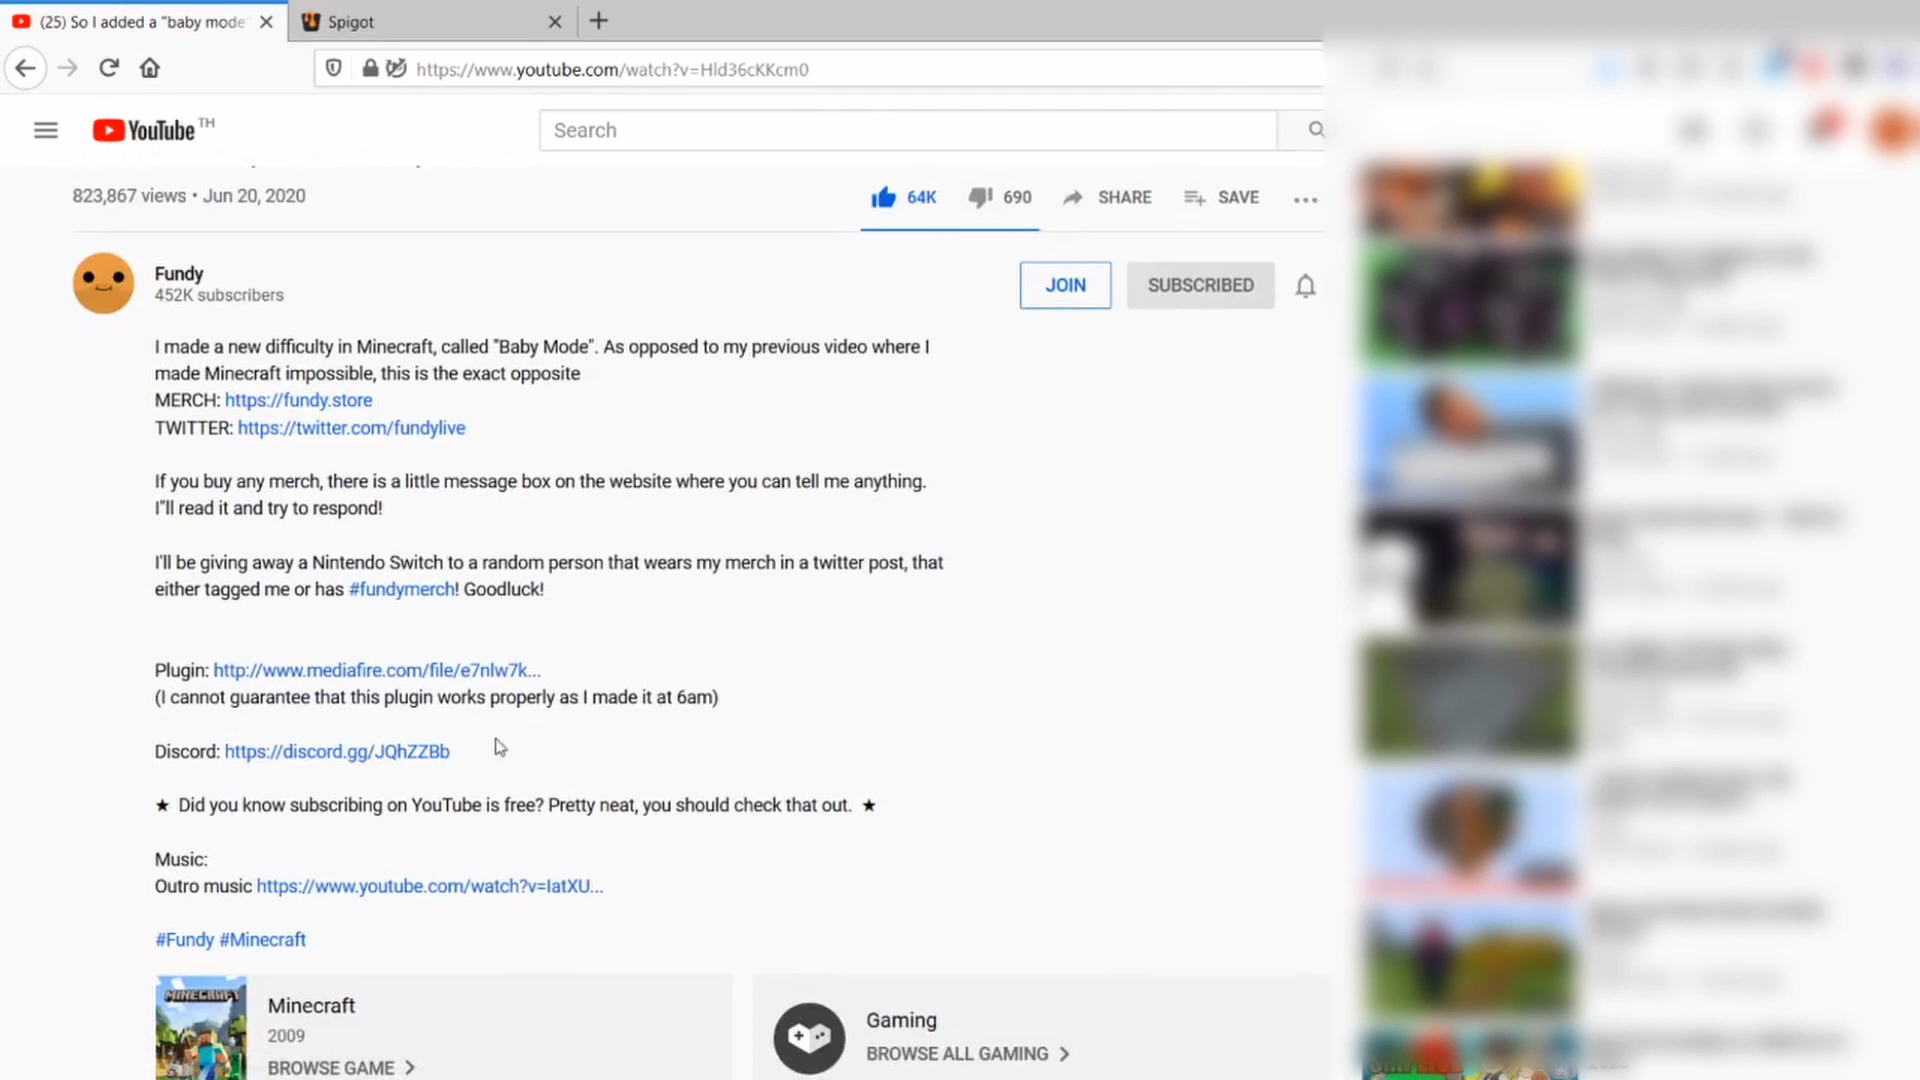 (25) So I added a "baby mode"
Spigot
https://www.youtube.com/watch?v=Hld36cKKcm0
YouTube TH
Search
823,867 views • Jun 20, 2020
64K
690
SHARE
SAVE
Fundy
452K subscribers
JOIN
SUBSCRIBED
I made a new difficulty in Minecraft, called "Baby Mode". As opposed to my previous video where I
made Minecraft impossible, this is the exact opposite
MERCH: https://fundy.store
TWITTER: https://twitter.com/fundylive
If you buy any merch, there is a little message box on the website where you can tell me anything.
I"ll read it and try to respond!
I'll be giving away a Nintendo Switch to a random person that wears my merch in a twitter post, that
either tagged me or has #fundymerch! Goodluck!
Plugin: http://www.mediafire.com/file/e7nlw7k...
(I cannot guarantee that this plugin works properly as I made it at 6am)
Discord: https://discord.gg/JQhZZBb
★ Did you know subscribing on YouTube is free? Pretty neat, you should check that out. ★
Music:
Outro music https://www.youtube.com/watch?v=IatXU...
#Fundy #Minecraft
MINECRAFT
Minecraft
2009
BROWSE GAME
Gaming
BROWSE ALL GAMING